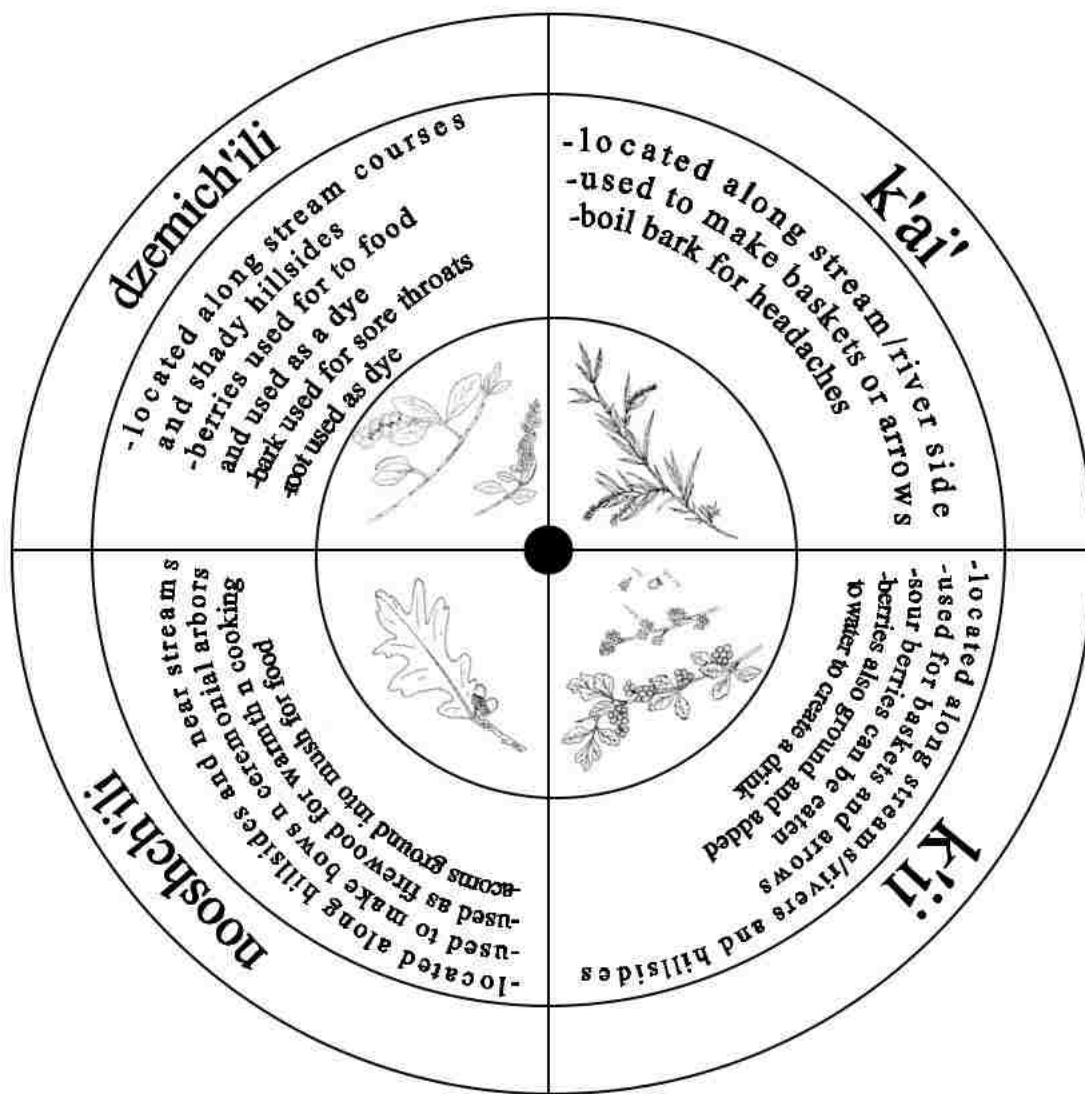 dzemich'ili
-located along stream courses
and shady hillsides
-berries used for to food
and used as a dye
-bark used for sore throats
-root used as dye
k'ai'
-located along stream/river side
-used to make baskets or arrows
-boil bark for headaches
k'ii
-located along streams/rivers and hillsides
-used for baskets and arrows
-sour berries can be eaten
-berries also ground and added
to water to create a drink
nooshch'ili
-located along hillsides and near streams
-used to make bows n ceremonial arbors
-used as firewood for warmth n cooking
-acorns ground into mush for food